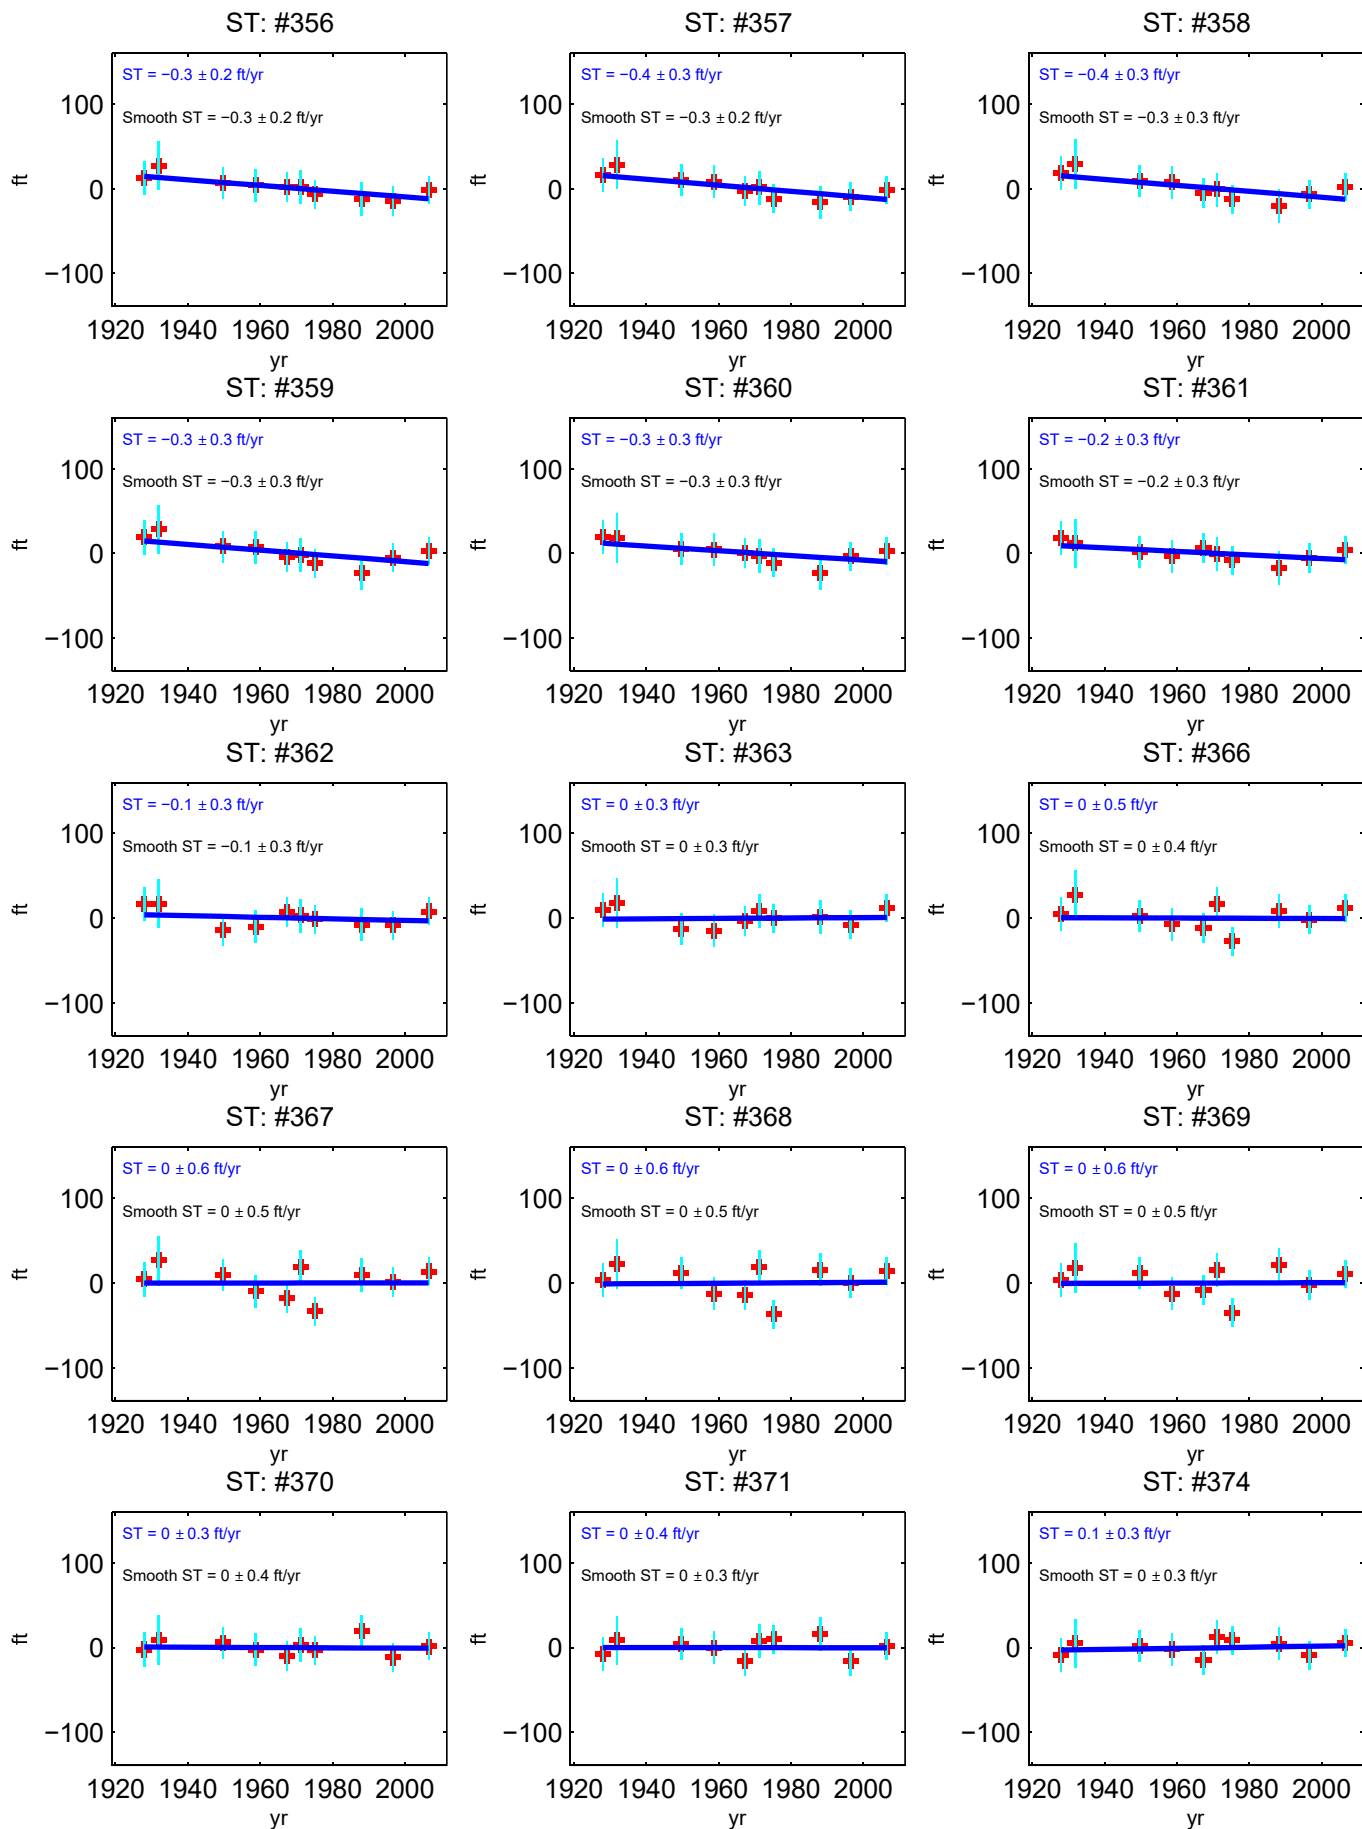 ST: #356
ST: #357
ST: #358
ST = −0.3 ± 0.2 ft/yr
Smooth ST = −0.3 ± 0.2 ft/yr
100
0
−100
ft
1920 1940 1960 1980 2000
yr
ST = −0.4 ± 0.3 ft/yr
Smooth ST = −0.3 ± 0.2 ft/yr
100
0
−100
ft
1920 1940 1960 1980 2000
yr
ST = −0.4 ± 0.3 ft/yr
Smooth ST = −0.3 ± 0.3 ft/yr
100
0
−100
ft
1920 1940 1960 1980 2000
yr
ST: #359
ST: #360
ST: #361
ST = −0.3 ± 0.3 ft/yr
Smooth ST = −0.3 ± 0.3 ft/yr
100
0
−100
ft
1920 1940 1960 1980 2000
yr
ST = −0.3 ± 0.3 ft/yr
Smooth ST = −0.3 ± 0.3 ft/yr
100
0
−100
ft
1920 1940 1960 1980 2000
yr
ST = −0.2 ± 0.3 ft/yr
Smooth ST = −0.2 ± 0.3 ft/yr
100
0
−100
ft
1920 1940 1960 1980 2000
yr
ST: #362
ST: #363
ST: #366
ST = −0.1 ± 0.3 ft/yr
Smooth ST = −0.1 ± 0.3 ft/yr
100
0
−100
ft
1920 1940 1960 1980 2000
yr
ST = 0 ± 0.3 ft/yr
Smooth ST = 0 ± 0.3 ft/yr
100
0
−100
ft
1920 1940 1960 1980 2000
yr
ST = 0 ± 0.5 ft/yr
Smooth ST = 0 ± 0.4 ft/yr
100
0
−100
ft
1920 1940 1960 1980 2000
yr
ST: #367
ST: #368
ST: #369
ST = 0 ± 0.6 ft/yr
Smooth ST = 0 ± 0.5 ft/yr
100
0
−100
ft
1920 1940 1960 1980 2000
yr
ST = 0 ± 0.6 ft/yr
Smooth ST = 0 ± 0.5 ft/yr
100
0
−100
ft
1920 1940 1960 1980 2000
yr
ST = 0 ± 0.6 ft/yr
Smooth ST = 0 ± 0.5 ft/yr
100
0
−100
ft
1920 1940 1960 1980 2000
yr
ST: #370
ST: #371
ST: #374
ST = 0 ± 0.3 ft/yr
Smooth ST = 0 ± 0.4 ft/yr
100
0
−100
ft
1920 1940 1960 1980 2000
yr
ST = 0 ± 0.4 ft/yr
Smooth ST = 0 ± 0.3 ft/yr
100
0
−100
ft
1920 1940 1960 1980 2000
yr
ST = 0.1 ± 0.3 ft/yr
Smooth ST = 0 ± 0.3 ft/yr
100
0
−100
ft
1920 1940 1960 1980 2000
yr